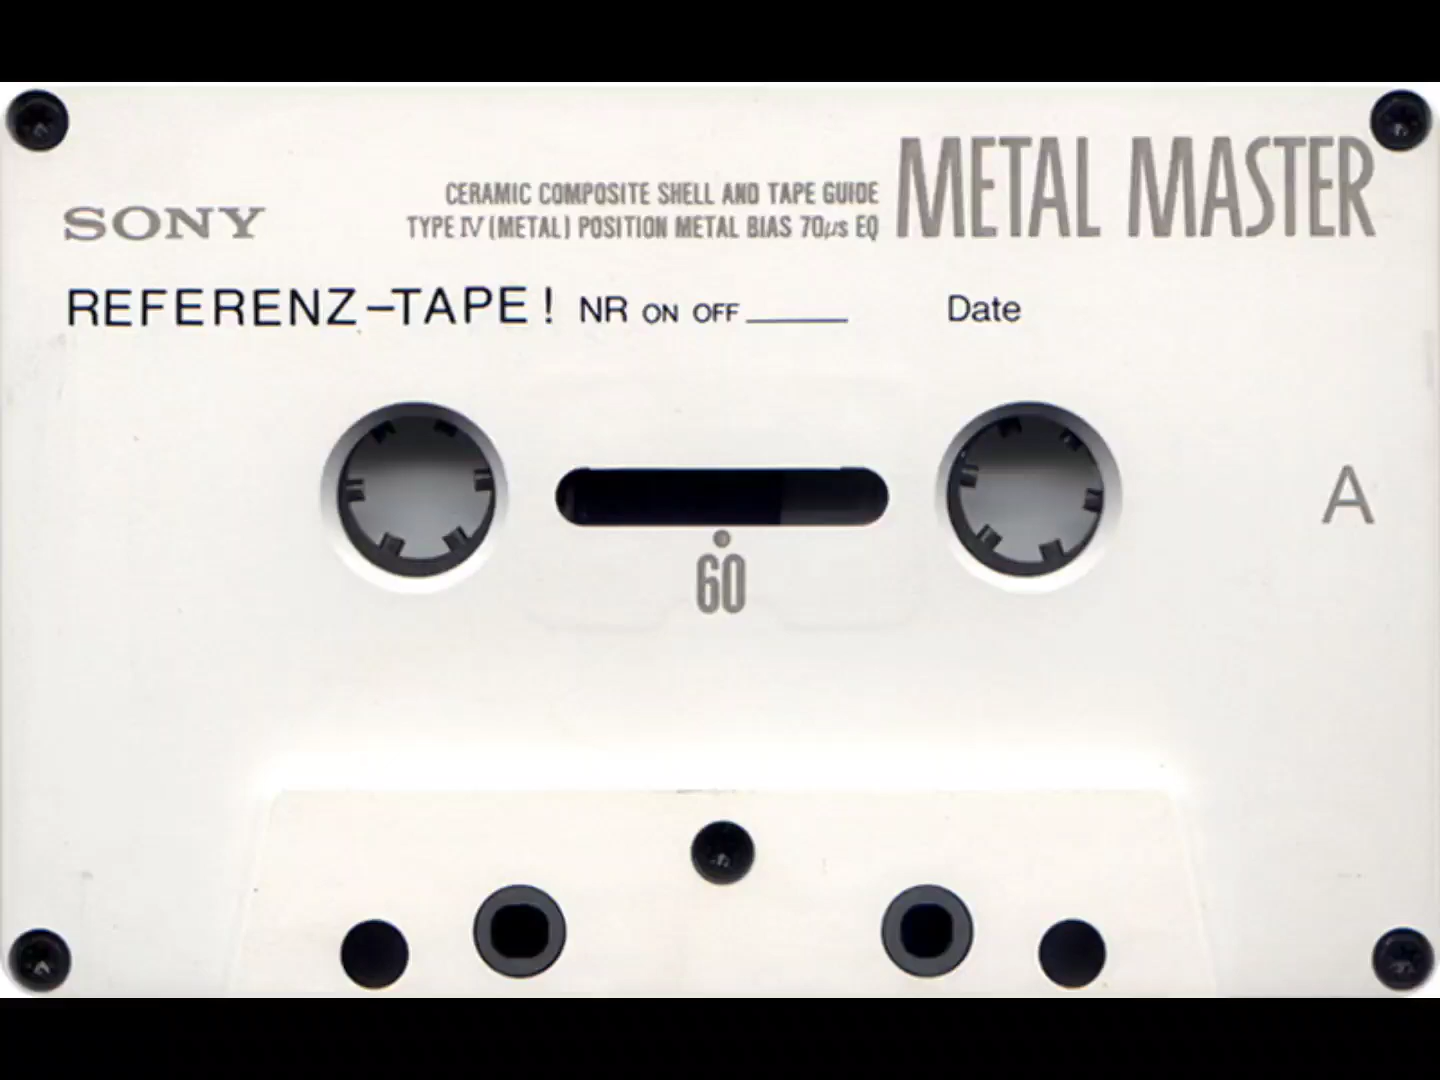 METAL MASTER
CERAMIC COMPOSITE SHELL AND TAPE GUIDE
SONY
TYPE IV (METAL) POSITION METAL BIAS 70µs EQ
REFERENZ-TAPE! NR ON OFF______ Date
A
60